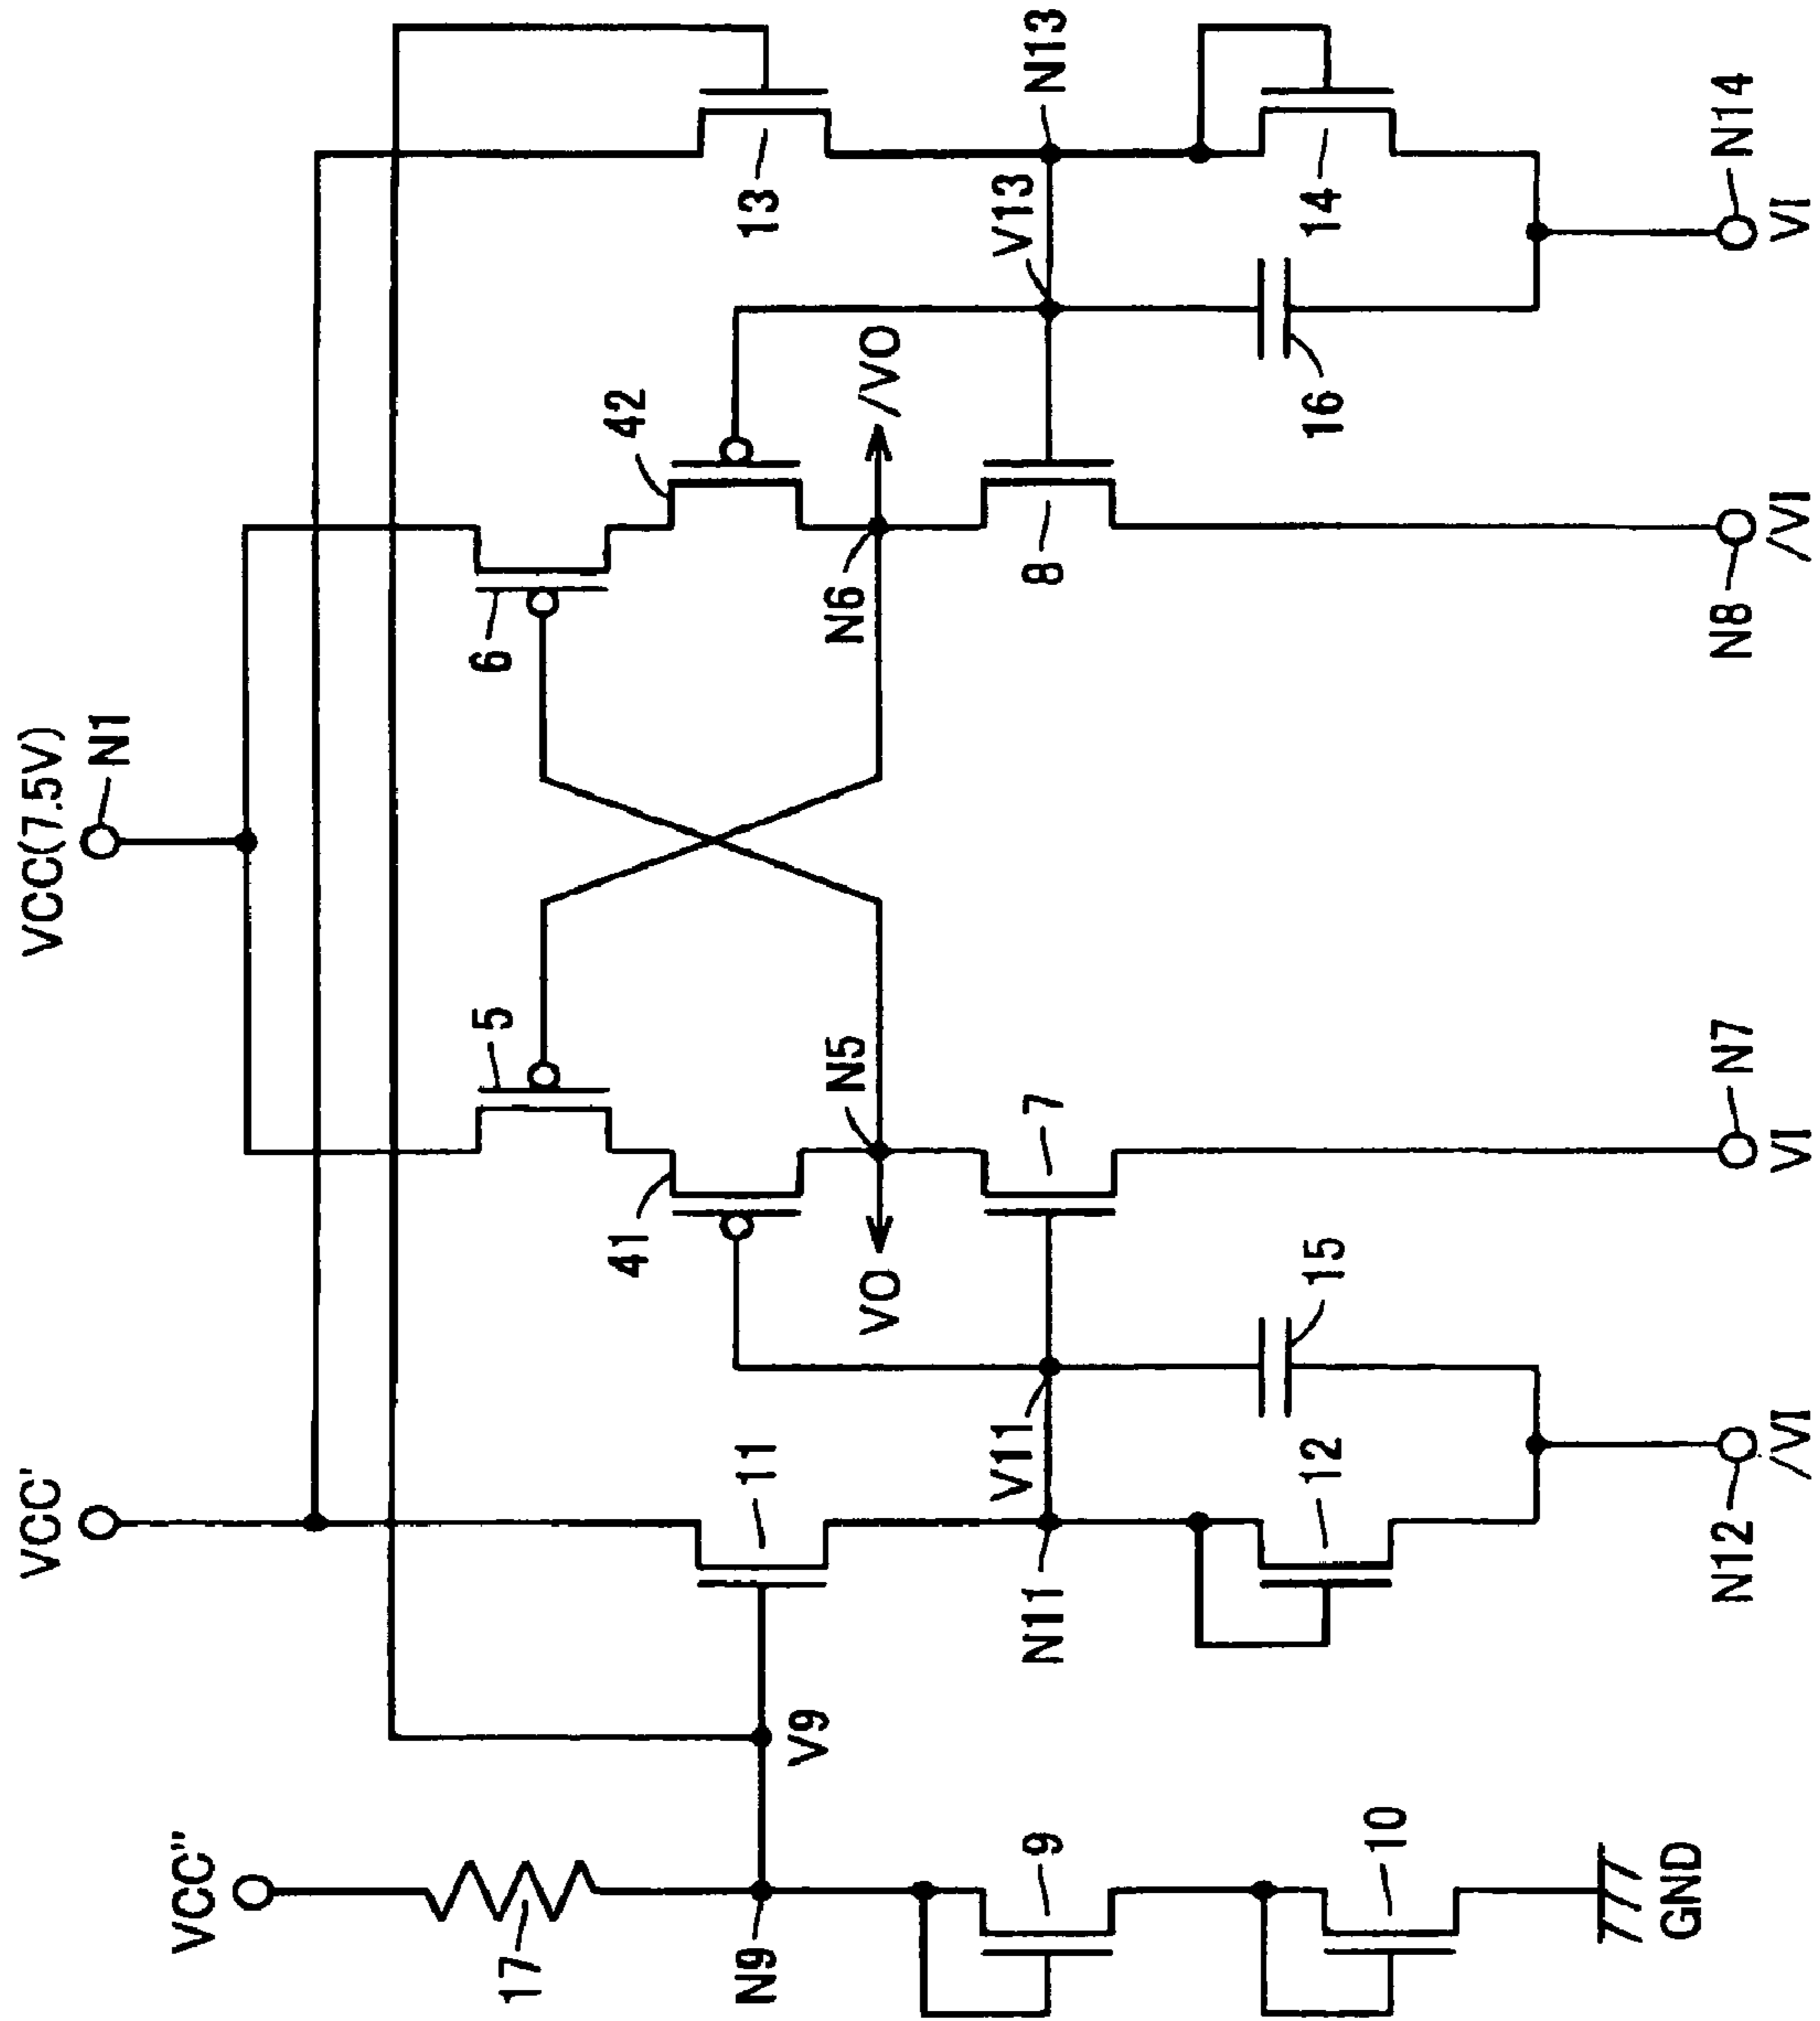 VCC(7.5V)
N1
VCC'
VCC"
5
6
41
42
11
13
17
V9
N9
VO
N5
N6
/VO
V11
N11
7
8
V13
N13
9
10
12
15
16
14
GND
N12
/VI
N7
VI
N8
/VI
N14
VI